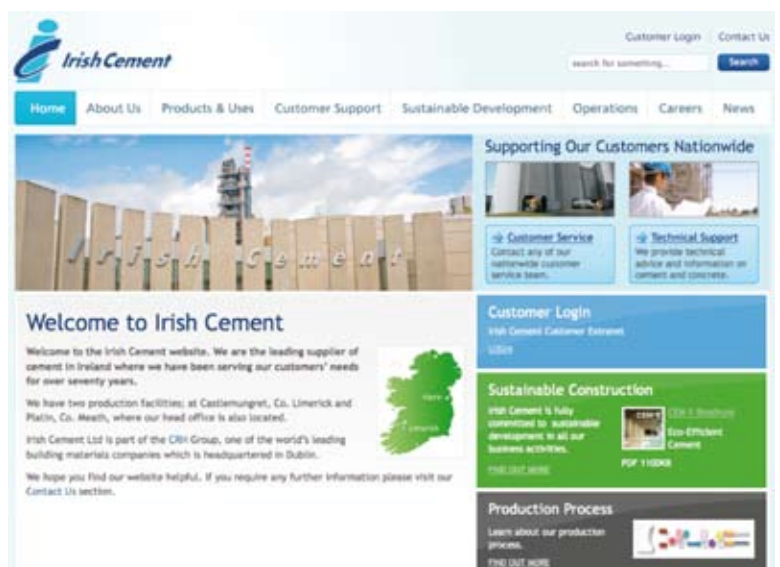 Irish Cement
Customer Login
Contact Us
search for something...
Search
Home
About Us
Products & Uses
Customer Support
Sustainable Development
Operations
Careers
News
Irish Cement
Supporting Our Customers Nationwide
Customer Service
Contact any of our
nationwide customer
service team.
Technical Support
We provide technical
advice and information on
cement and concrete.
Welcome to Irish Cement
Welcome to the Irish Cement website. We are the leading supplier of
cement in Ireland where we have been serving our customers' needs
for over seventy years.
We have two production facilities; at Castlemungret, Co. Limerick and
Platin, Co. Meath, where our head office is also located.
Irish Cement Ltd is part of the CRH Group, one of the world's leading
building materials companies which is headquartered in Dublin.
We hope you find our website helpful. If you require any further information please visit our
Contact Us section.
Limerick
Customer Login
Irish Cement Customer Extranet
LOGIN
Sustainable Construction
Irish Cement is fully
committed to sustainable
development in all our
business activities.
FIND OUT MORE
CEM II
CEM II Brochure
Eco-Efficient
Cement
PDF 1100KB
Production Process
Learn about our production
process.
FIND OUT MORE